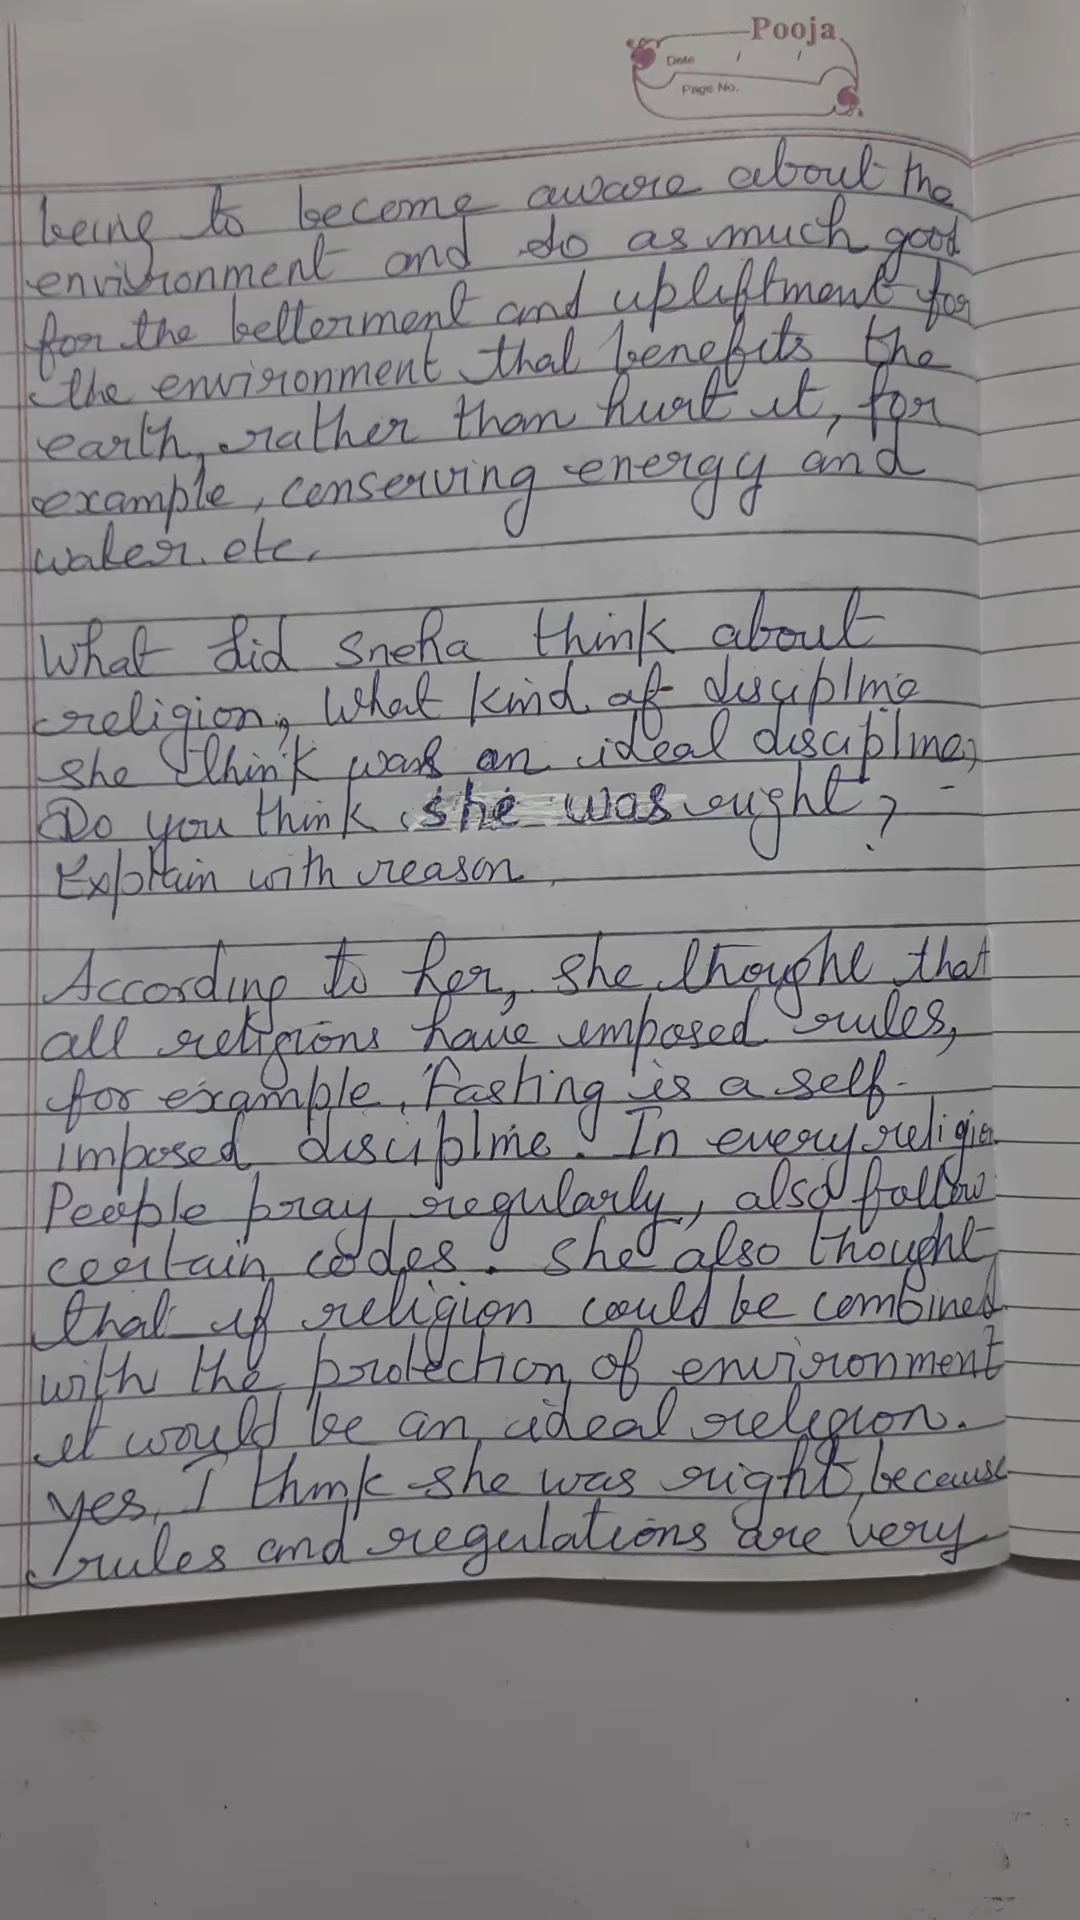 Pooja
Date / /
Page No.
being to become aware about the
environment and do as much good
for the betterment and upliftment for
the environment that benefits the
earth, rather than hurt it, for
example, conserving energy and
water. etc.
What did sneha think about
religion, What kind of discipline
she think was an ideal discipline,
Do you think she was right ?
Explain with reason.
According to her, she thought that
all religions have imposed rules,
for example, Fasting is a self-
imposed discipline. In every religion
People pray regularly, also follow
certain codes. She also thought
that if religion could be combined
with the protection of environment
it would be an ideal religion.
yes, I think she was right, because
rules and regulations are very